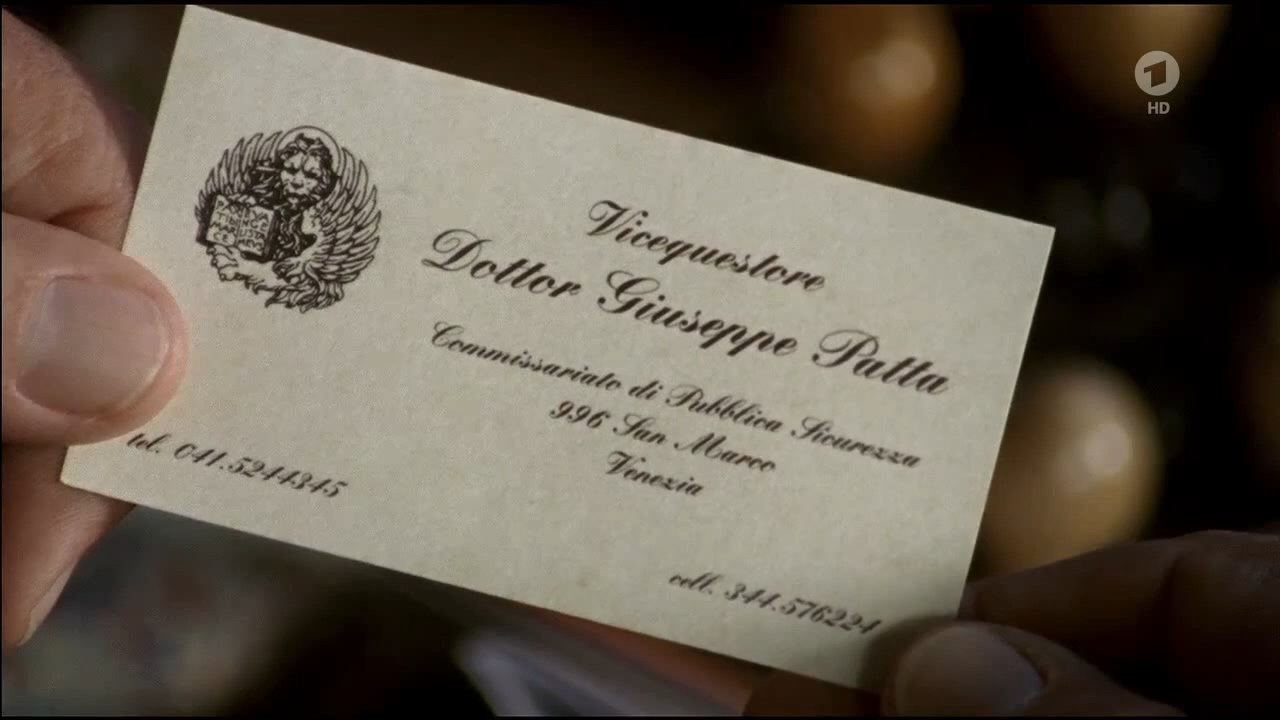 Vicequestore
Dottor Giuseppe Patta
Commissariato di Pubblica Sicurezza
996 San Marco
Venezia
tel. 041.5244345
cell. 344.576224
1
HD